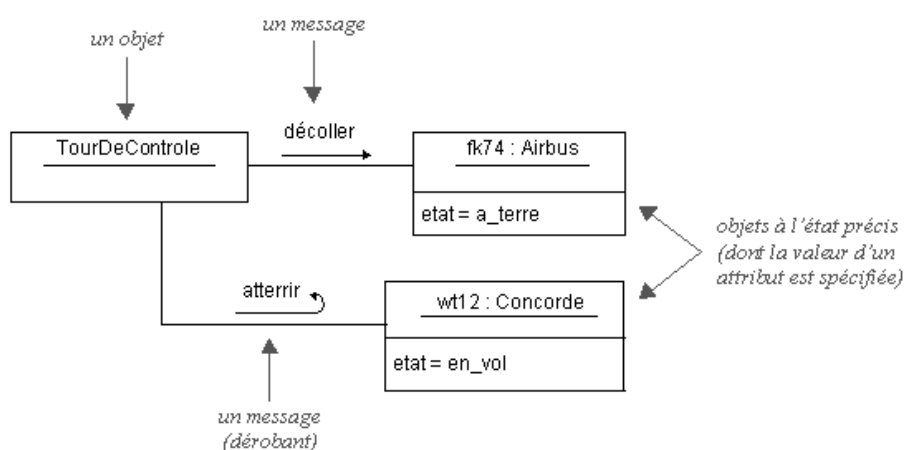 un message
un objet
décoller
TourDeControle
fk74 : Airbus
etat = a_terre
objets à l'état précis
(dont la valeur d'un
attribut est spécifiée)
atterrir
wt12 : Concorde
etat = en_vol
un message
(dérobant)